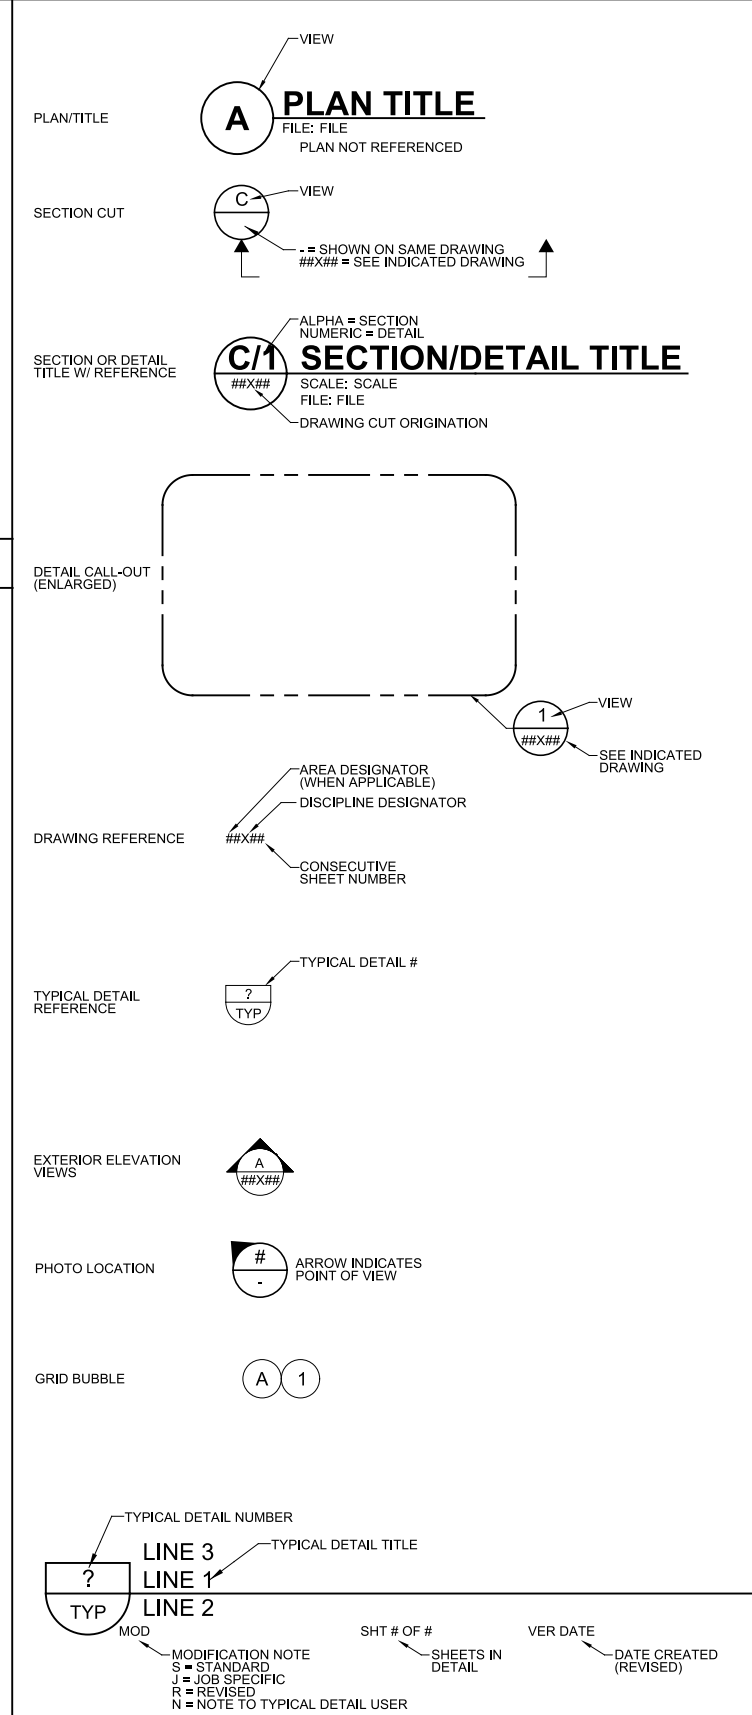 VIEW
PLAN/TITLE
A
PLAN TITLE
FILE: FILE
PLAN NOT REFERENCED
SECTION CUT
C
VIEW
- = SHOWN ON SAME DRAWING
##X## = SEE INDICATED DRAWING
ALPHA = SECTION
NUMERIC = DETAIL
SECTION OR DETAIL
TITLE W/ REFERENCE
C/1
SECTION/DETAIL TITLE
##X##
SCALE: SCALE
FILE: FILE
DRAWING CUT ORIGINATION
DETAIL CALL-OUT
(ENLARGED)
1
VIEW
##X##
SEE INDICATED
DRAWING
AREA DESIGNATOR
(WHEN APPLICABLE)
DISCIPLINE DESIGNATOR
DRAWING REFERENCE
##X##
CONSECUTIVE
SHEET NUMBER
TYPICAL DETAIL #
TYPICAL DETAIL
REFERENCE
?
TYP
EXTERIOR ELEVATION
VIEWS
A
##X##
PHOTO LOCATION
#
-
ARROW INDICATES
POINT OF VIEW
GRID BUBBLE
A
1
TYPICAL DETAIL NUMBER
LINE 3
TYPICAL DETAIL TITLE
?
LINE 1
TYP
LINE 2
MOD
SHT # OF #
VER DATE
MODIFICATION NOTE
S = STANDARD
J = JOB SPECIFIC
R = REVISED
N = NOTE TO TYPICAL DETAIL USER
SHEETS IN
DETAIL
DATE CREATED
(REVISED)